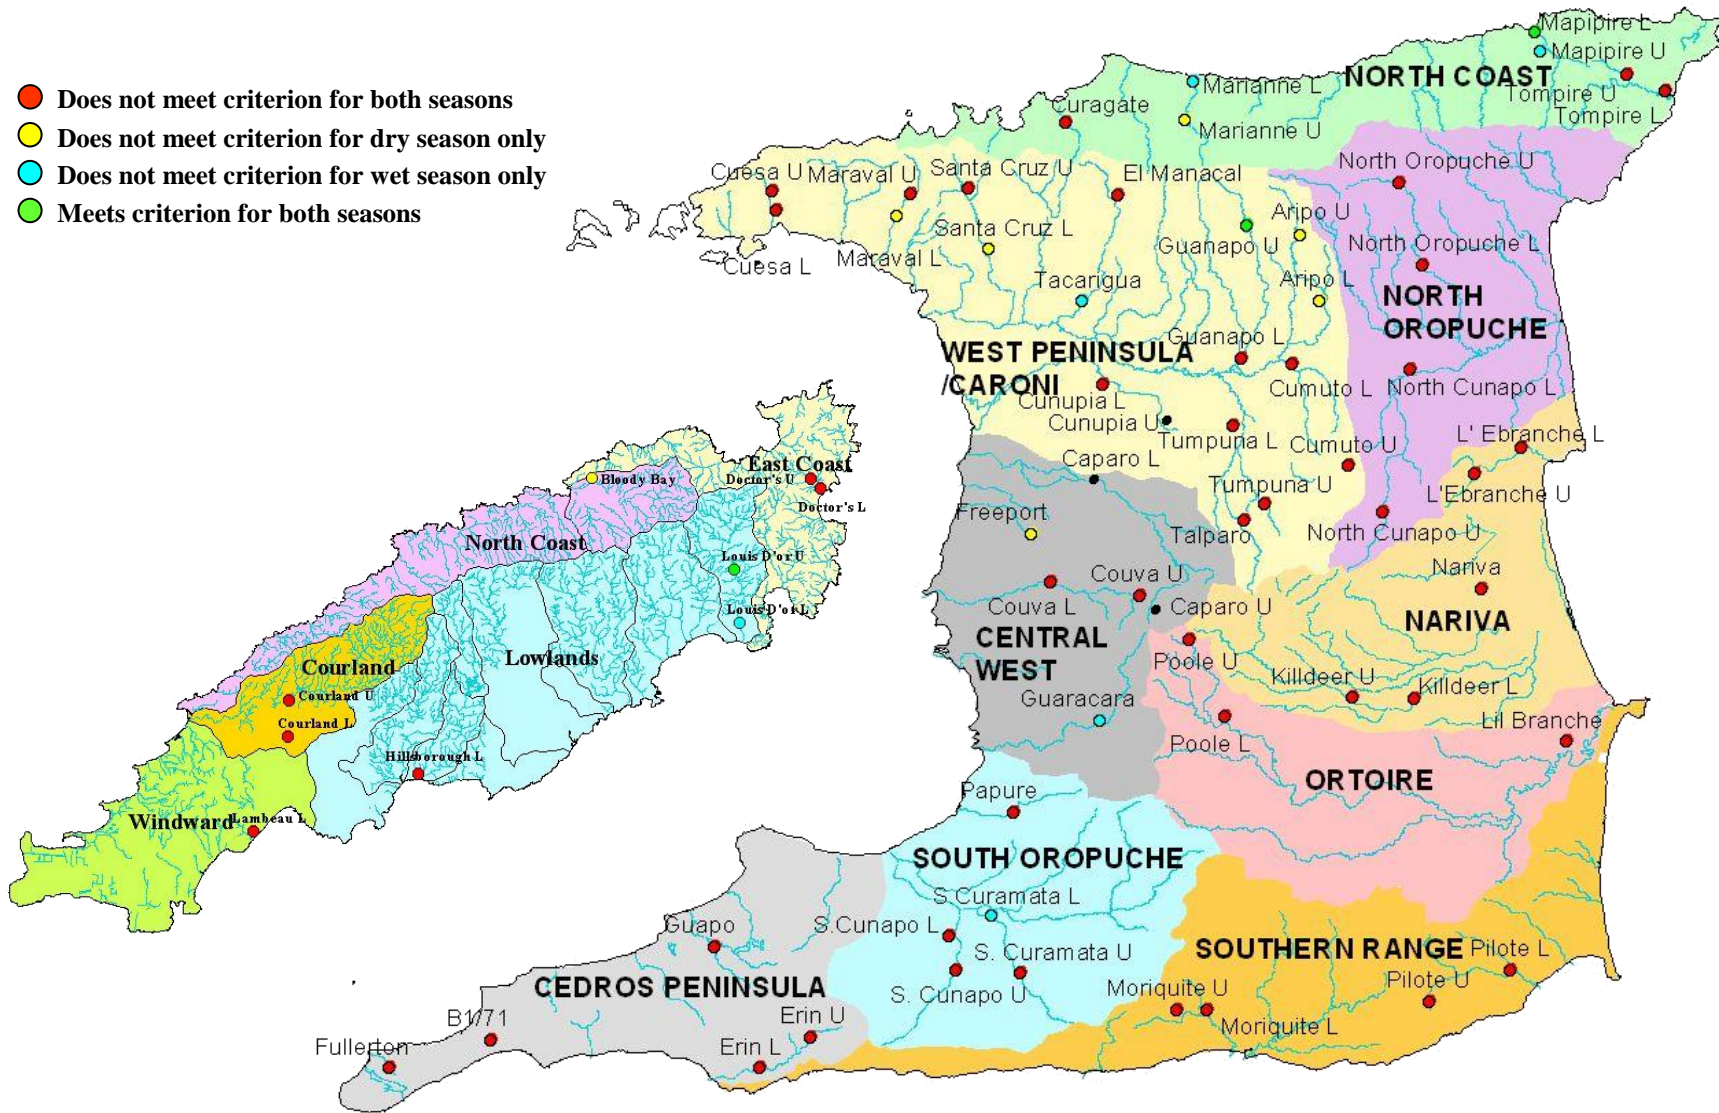 Does not meet criterion for both seasons
Does not meet criterion for dry season only
Does not meet criterion for wet season only
Meets criterion for both seasons
Mapipire L
Mapipire U
NORTH COAST
Tompire U
Tompire L
Marianne L
Marianne U
Curagate
North Oropuche U
Cuesa U
Maraval U
Santa Cruz U
El Manacal
Aripo U
Santa Cruz L
Guanapo U
North Oropuche L
Cuesa L
Maraval L
Tacarigua
Aripo L
NORTH
OROPUCHE
Guanapo L
WEST PENINSULA
/CARONI
Cumuto L
North Cunapo L
Cunupia L
Cunupia U
Tumpuna L
Cumuto U
L' Ebranche L
Caparo L
Tumpuna U
L'Ebranche U
Freeport
Talparo
North Cunapo U
Couva U
Nariva
Couva L
Caparo U
NARIVA
CENTRAL
WEST
Poole U
Killdeer U
Killdeer L
Guaracara
Lil Branche
Poole L
ORTOIRE
Papure
SOUTH OROPUCHE
S.Curamata L
S.Cunapo L
Guapo
SOUTHERN RANGE
Pilote L
S. Curamata U
Pilote U
CEDROS PENINSULA
S. Cunapo U
Moriquite U
Moriquite L
B1/71
Erin U
Fullerton
Erin L
East Coast
Bloody Bay
Doctor's U
Doctor's L
North Coast
Louis D'or U
Louis D'or L
Lowlands
Courland
Courland U
Courland L
Hillsborough L
Windward
Lambeau L